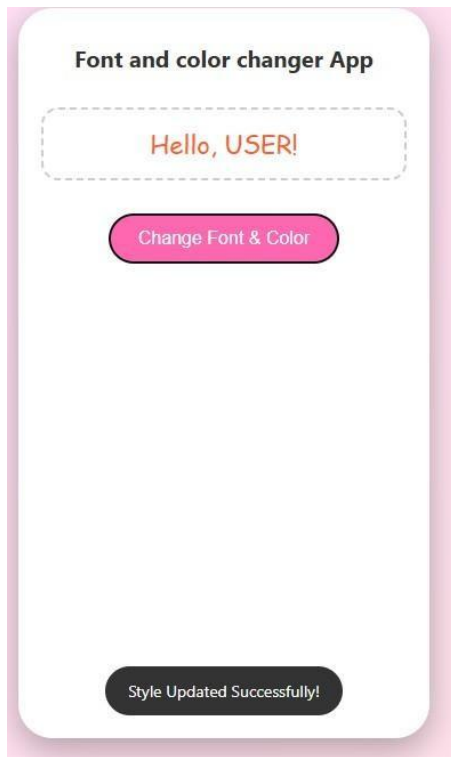 Font and color changer App
Hello, USER!
Change Font & Color
Style Updated Successfully!